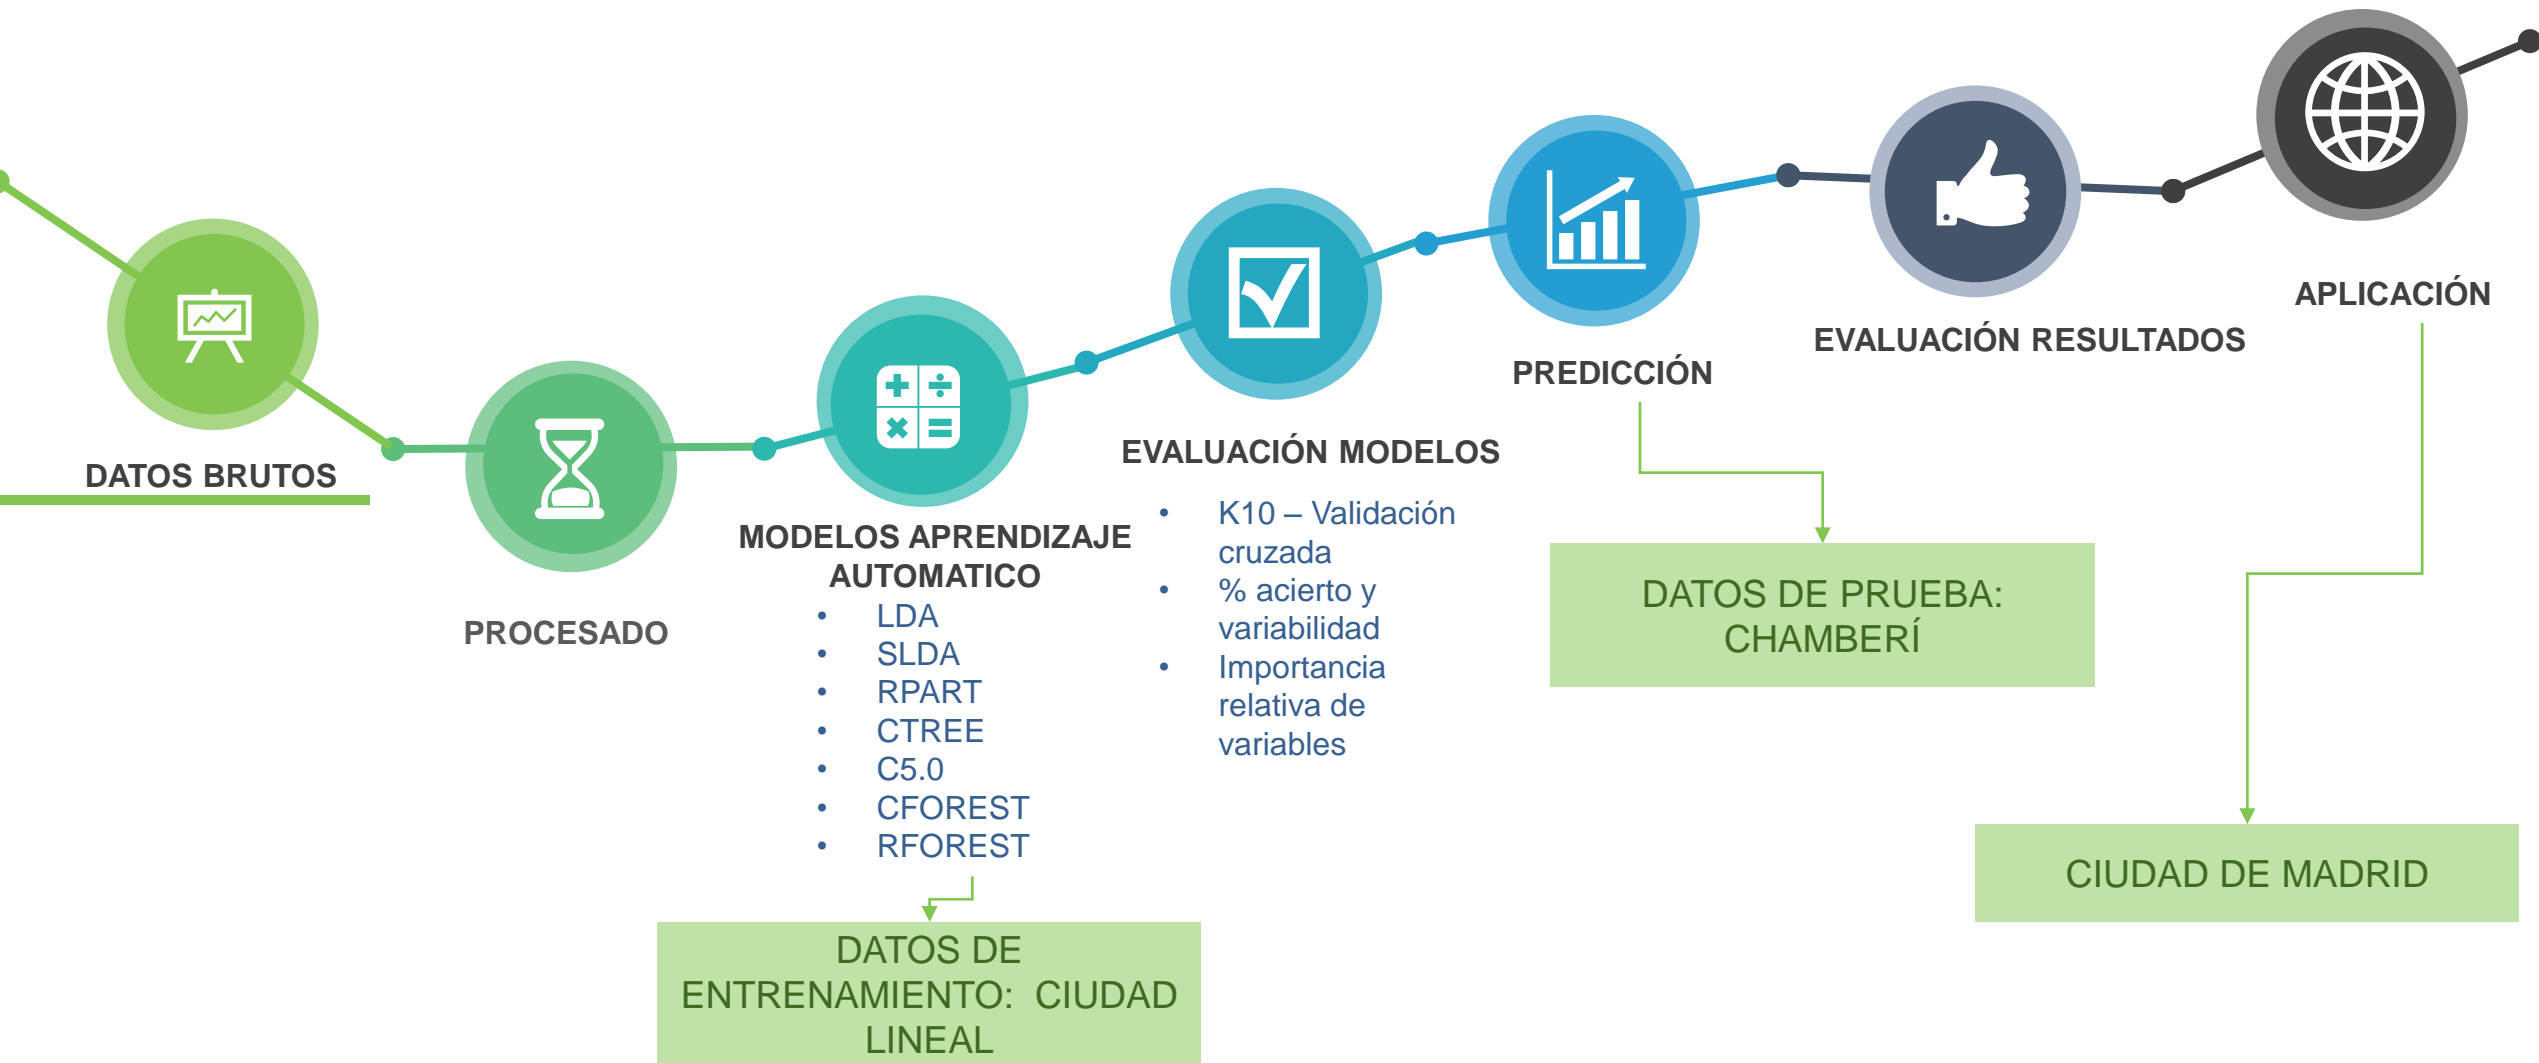 DATOS BRUTOS
PROCESADO
MODELOS APRENDIZAJE
AUTOMATICO
• LDA
• SLDA
• RPART
• CTREE
• C5.0
• CFOREST
• RFOREST
DATOS DE
ENTRENAMIENTO: CIUDAD
LINEAL
EVALUACIÓN MODELOS
• K10 – Validación
cruzada
• % acierto y
variabilidad
• Importancia
relativa de
variables
PREDICCIÓN
DATOS DE PRUEBA:
CHAMBERÍ
EVALUACIÓN RESULTADOS
APLICACIÓN
CIUDAD DE MADRID